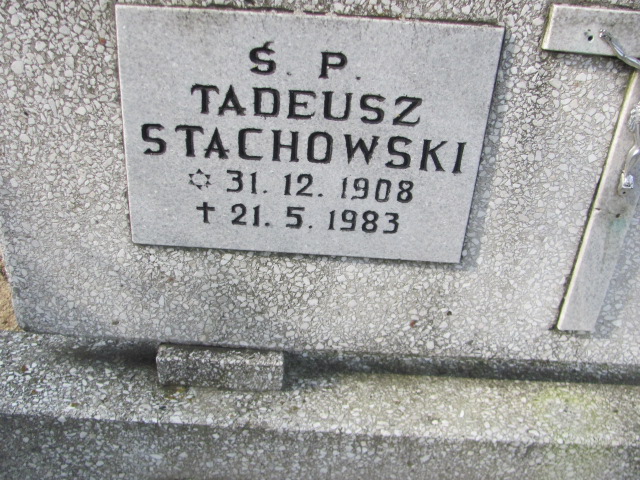 Ś. P.
TADEUSZ
STACHOWSKI
✡ 31. 12. 1908
✝ 21. 5. 1983